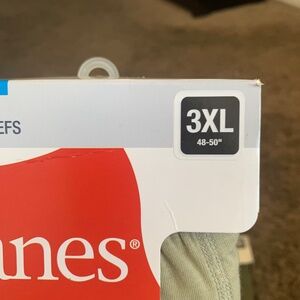 3XL
48-50"
EFS
anes®